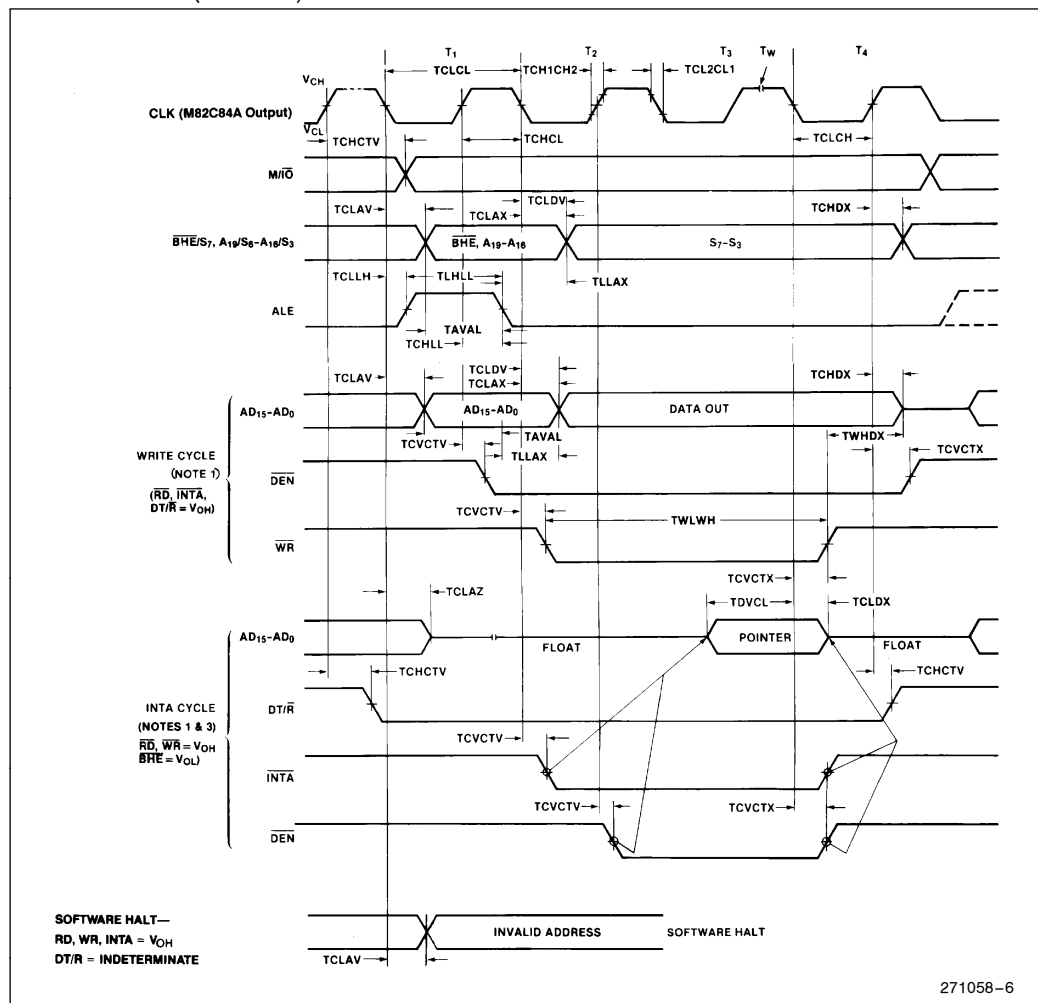 T1 T2 T3 TW T4
TCLCL TCH1CH2 TCL2CL1
VCH
CLK (M82C84A Output)
VCL
TCHCTV TCHCL TCLCH
M/IO
TCLDV
TCLAV TCLAX TCHDX
BHE/S7, A19/S6–A16/S3 BHE, A19–A16 S7–S3
TCLLH TLHLL TLLAX
ALE
TAVAL
TCHLL
TCLDV
TCLAV TCLAX TCHDX
AD15–AD0 AD15–AD0 DATA OUT
TCVCTV TAVAL TWHDX
WRITE CYCLE
(NOTE 1)
TLLAX TCVCTX
DEN
(RD, INTA,
DT/R = VOH)
TCVCTV TWLWH
WR
TCVCTX
TCLAZ TDVCL TCLDX
AD15–AD0 FLOAT POINTER FLOAT
TCHCTV TCHCTV
DT/R
INTA CYCLE
(NOTES 1 & 3)
RD, WR = VOH
BHE = VOL)
TCVCTV
INTA
TCVCTV TCVCTX
DEN
SOFTWARE HALT—
RD, WR, INTA = VOH
DT/R = INDETERMINATE
INVALID ADDRESS SOFTWARE HALT
TCLAV
271058–6